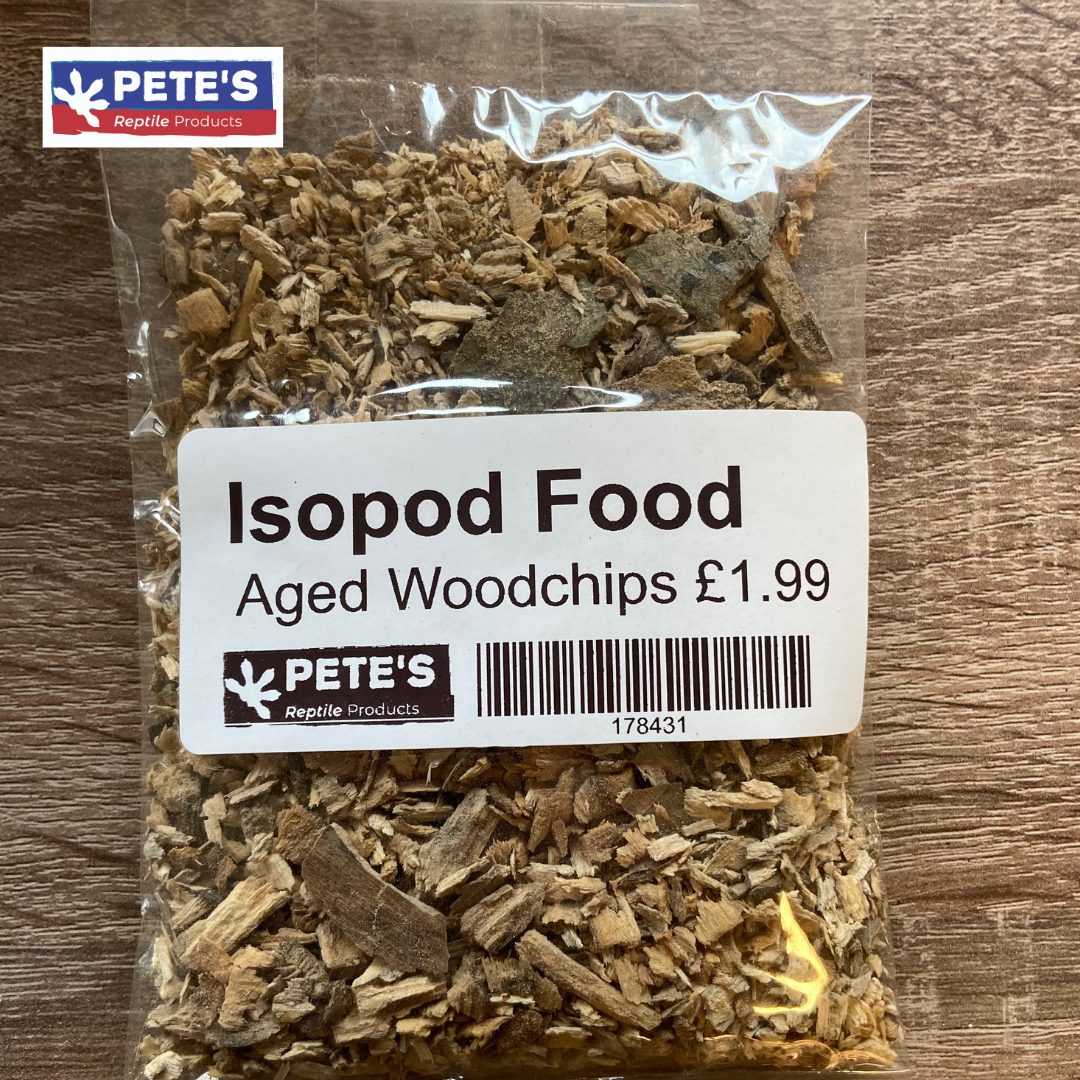 PETE'S
Reptile Products
Isopod Food
Aged Woodchips £1.99
PETE'S
Reptile Products
178431